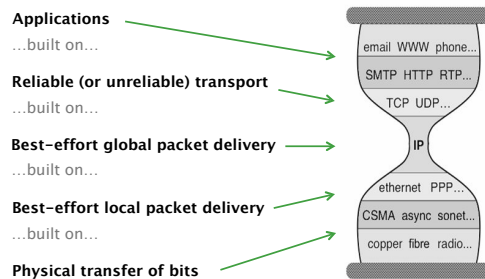 Applications
...built on...
Reliable (or unreliable) transport
...built on...
Best-effort global packet delivery
...built on...
Best-effort local packet delivery
...built on...
Physical transfer of bits
email WWW phone...
SMTP HTTP RTP...
TCP UDP...
IP
ethernet PPP...
CSMA async sonet...
copper fibre radio...